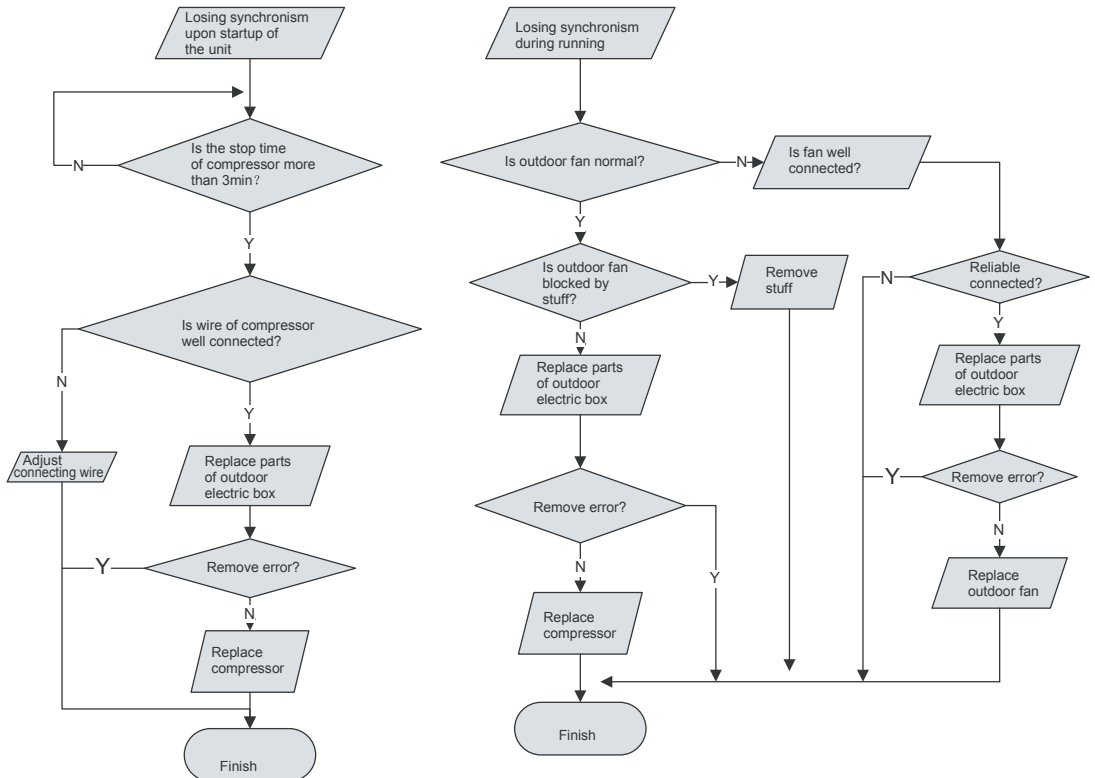 Losing synchronism
upon startup of
the unit
N
Is the stop time
of compressor more
than 3min?
Y
Is wire of compressor
well connected?
N
Y
Adjust
connecting wire
Replace parts
of outdoor
electric box
Y
Remove error?
N
Replace
compressor
Finish
Losing synchronism
during running
Is outdoor fan normal?
N
Is fan well
connected?
Y
Is outdoor fan
blocked by
stuff?
Y
Remove
stuff
N
Reliable
connected?
N
Y
Replace parts
of outdoor
electric box
Replace parts
of outdoor
electric box
Remove error?
Y
Remove error?
N
Y
N
Replace
compressor
Replace
outdoor fan
Finish